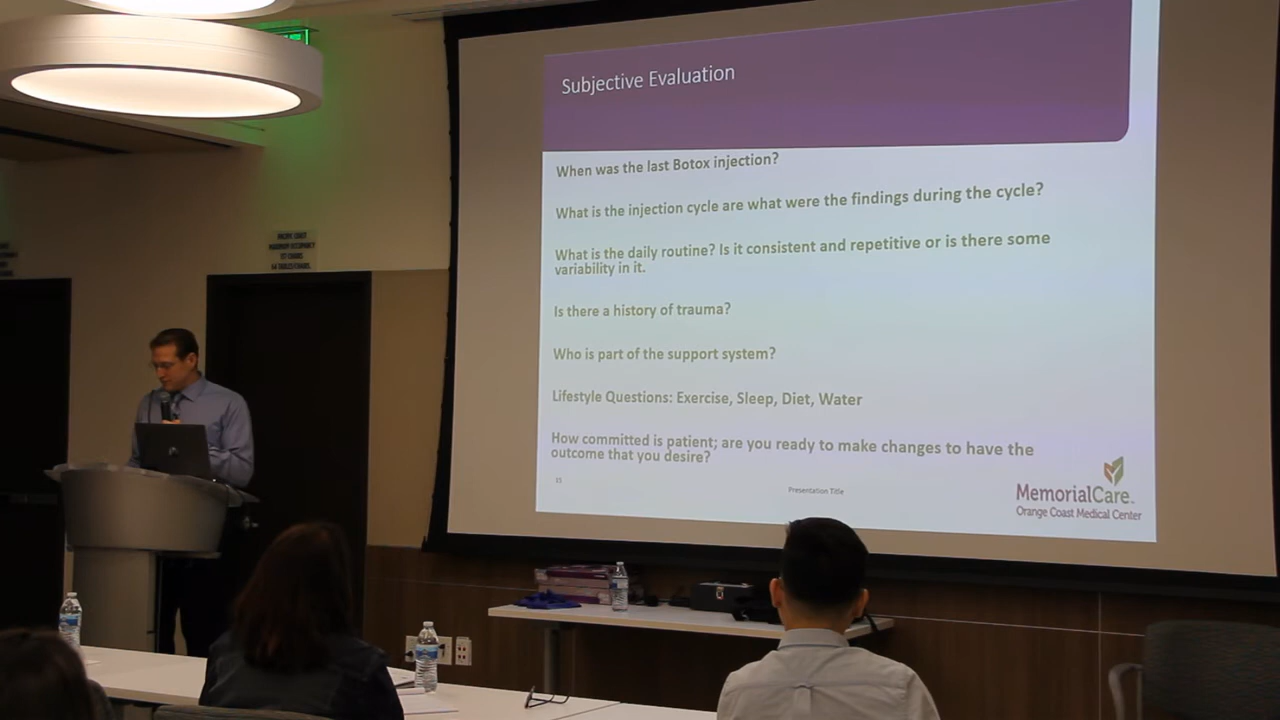 Subjective Evaluation
When was the last Botox injection?
What is the injection cycle are what were the findings during the cycle?
What is the daily routine? Is it consistent and repetitive or is there some
variability in it.
Is there a history of trauma?
Who is part of the support system?
Lifestyle Questions: Exercise, Sleep, Diet, Water
How committed is patient; are you ready to make changes to have the
outcome that you desire?
Presentation Title
MemorialCare
Orange Coast Medical Center
PACIFIC COAST
MAXIMUM OCCUPANCY